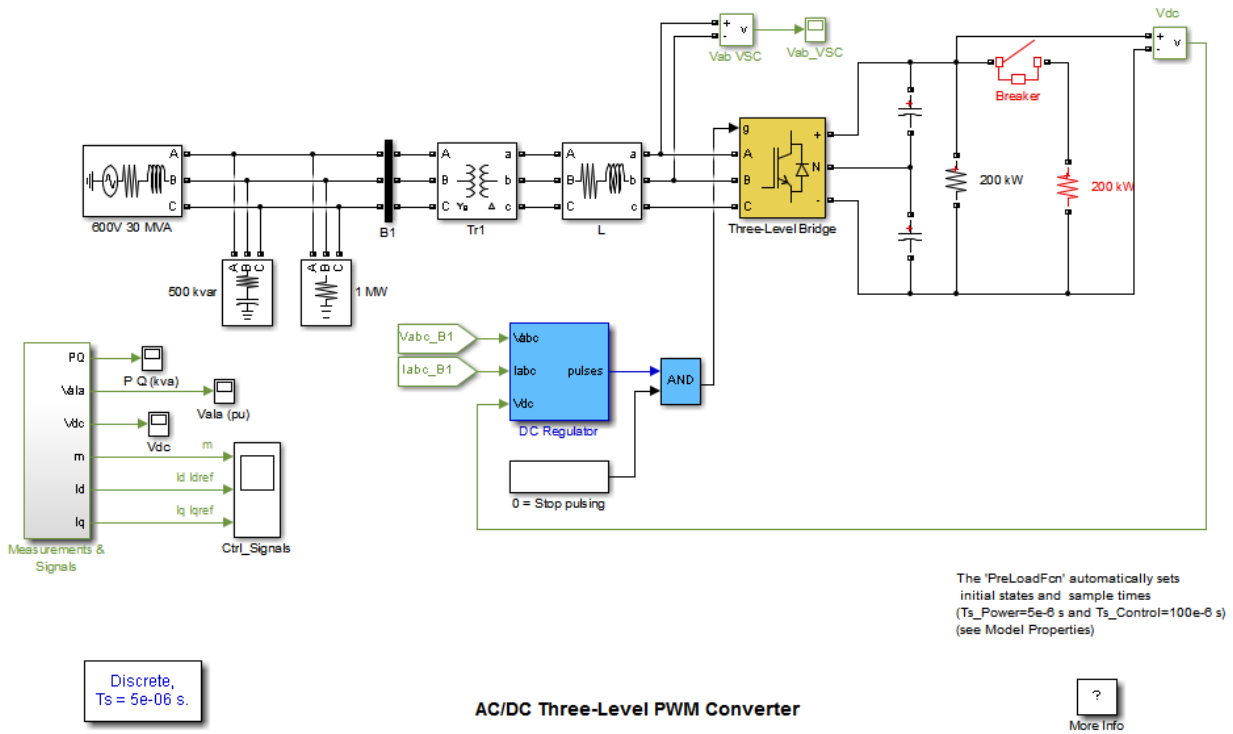 Vdc
+
-
v
Vab VSC
Vab_VSC
+
-
v
Breaker
A
B
C
600V 30 MVA
B1
A
B
C
a
b
c
Yg
Δ
Tr1
A
B
C
a
b
c
L
g
A
B
C
+
N
-
Three-Level Bridge
200 kW
200 kW
A B C
500 kvar
A B C
1 MW
Vabc_B1
Iabc_B1
Vabc
Iabc
Vdc
pulses
DC Regulator
AND
0 = Stop pulsing
PQ
Vala
Vdc
m
Id
Iq
Measurements &
Signals
P Q (kva)
Vala (pu)
Vdc
m
Id Idref
Iq Iqref
Ctrl_Signals
The 'PreLoadFcn' automatically sets
initial states and sample times
(Ts_Power=5e-6 s and Ts_Control=100e-6 s)
(see Model Properties)
Discrete,
Ts = 5e-06 s.
AC/DC Three-Level PWM Converter
?
More Info